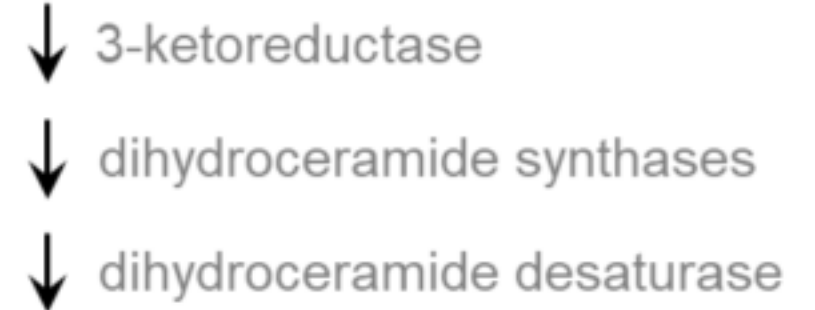 3-ketoreductase
dihydroceramide synthases
dihydroceramide desaturase